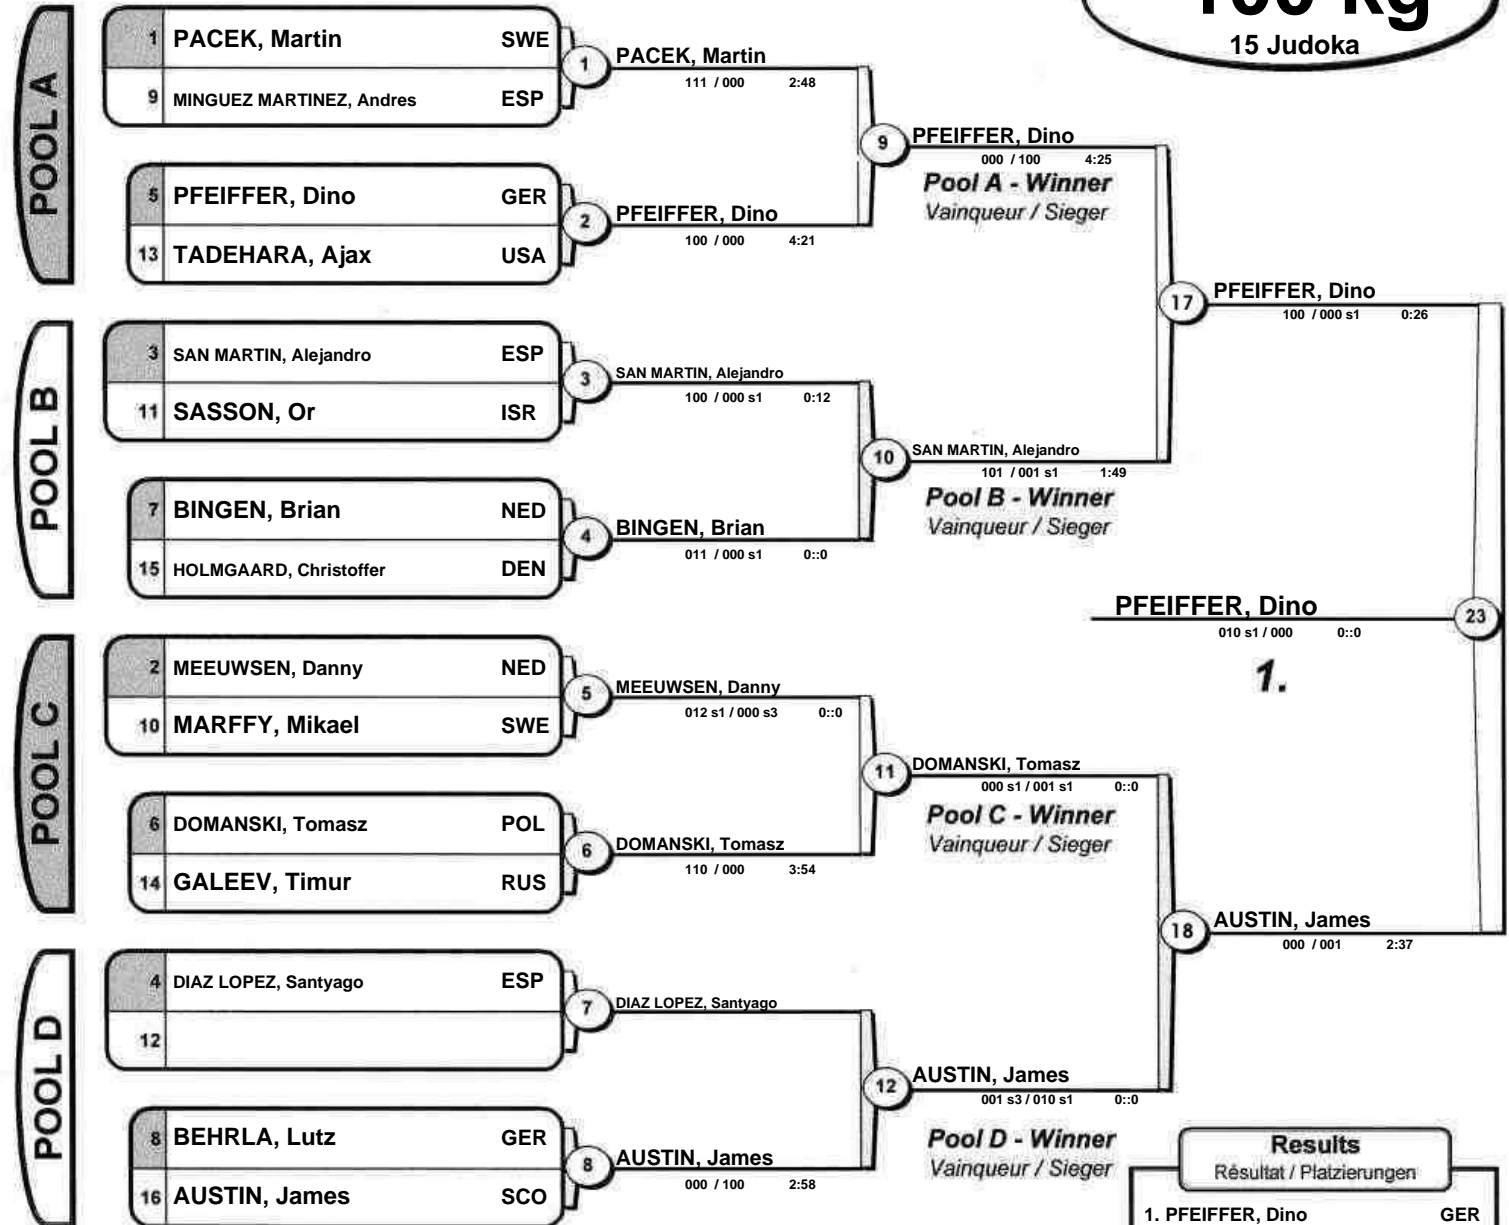 100 kg
15 Judoka
POOL A
1 PACEK, Martin SWE
9 MINGUEZ MARTINEZ, Andres ESP
1
PACEK, Martin
111 / 000 2:48
5 PFEIFFER, Dino GER
13 TADEHARA, Ajax USA
2
PFEIFFER, Dino
100 / 000 4:21
9
PFEIFFER, Dino
000 / 100 4:25
Pool A - Winner
Vainqueur / Sieger
POOL B
3 SAN MARTIN, Alejandro ESP
11 SASSON, Or ISR
3
SAN MARTIN, Alejandro
100 / 000 s1 0:12
7 BINGEN, Brian NED
15 HOLMGAARD, Christoffer DEN
4
BINGEN, Brian
011 / 000 s1 0::0
10
SAN MARTIN, Alejandro
101 / 001 s1 1:49
Pool B - Winner
Vainqueur / Sieger
17
PFEIFFER, Dino
100 / 000 s1 0:26
PFEIFFER, Dino
010 s1 / 000 0::0
23
1.
POOL C
2 MEEUWSEN, Danny NED
10 MARFFY, Mikael SWE
5
MEEUWSEN, Danny
012 s1 / 000 s3 0::0
6 DOMANSKI, Tomasz POL
14 GALEEV, Timur RUS
6
DOMANSKI, Tomasz
110 / 000 3:54
11
DOMANSKI, Tomasz
000 s1 / 001 s1 0::0
Pool C - Winner
Vainqueur / Sieger
18
AUSTIN, James
000 / 001 2:37
POOL D
4 DIAZ LOPEZ, Santyago ESP
12
7
DIAZ LOPEZ, Santyago
8 BEHRLA, Lutz GER
16 AUSTIN, James SCO
8
AUSTIN, James
000 / 100 2:58
12
AUSTIN, James
001 s3 / 010 s1 0::0
Pool D - Winner
Vainqueur / Sieger
Results
Résultat / Platzierungen
1. PFEIFFER, Dino GER